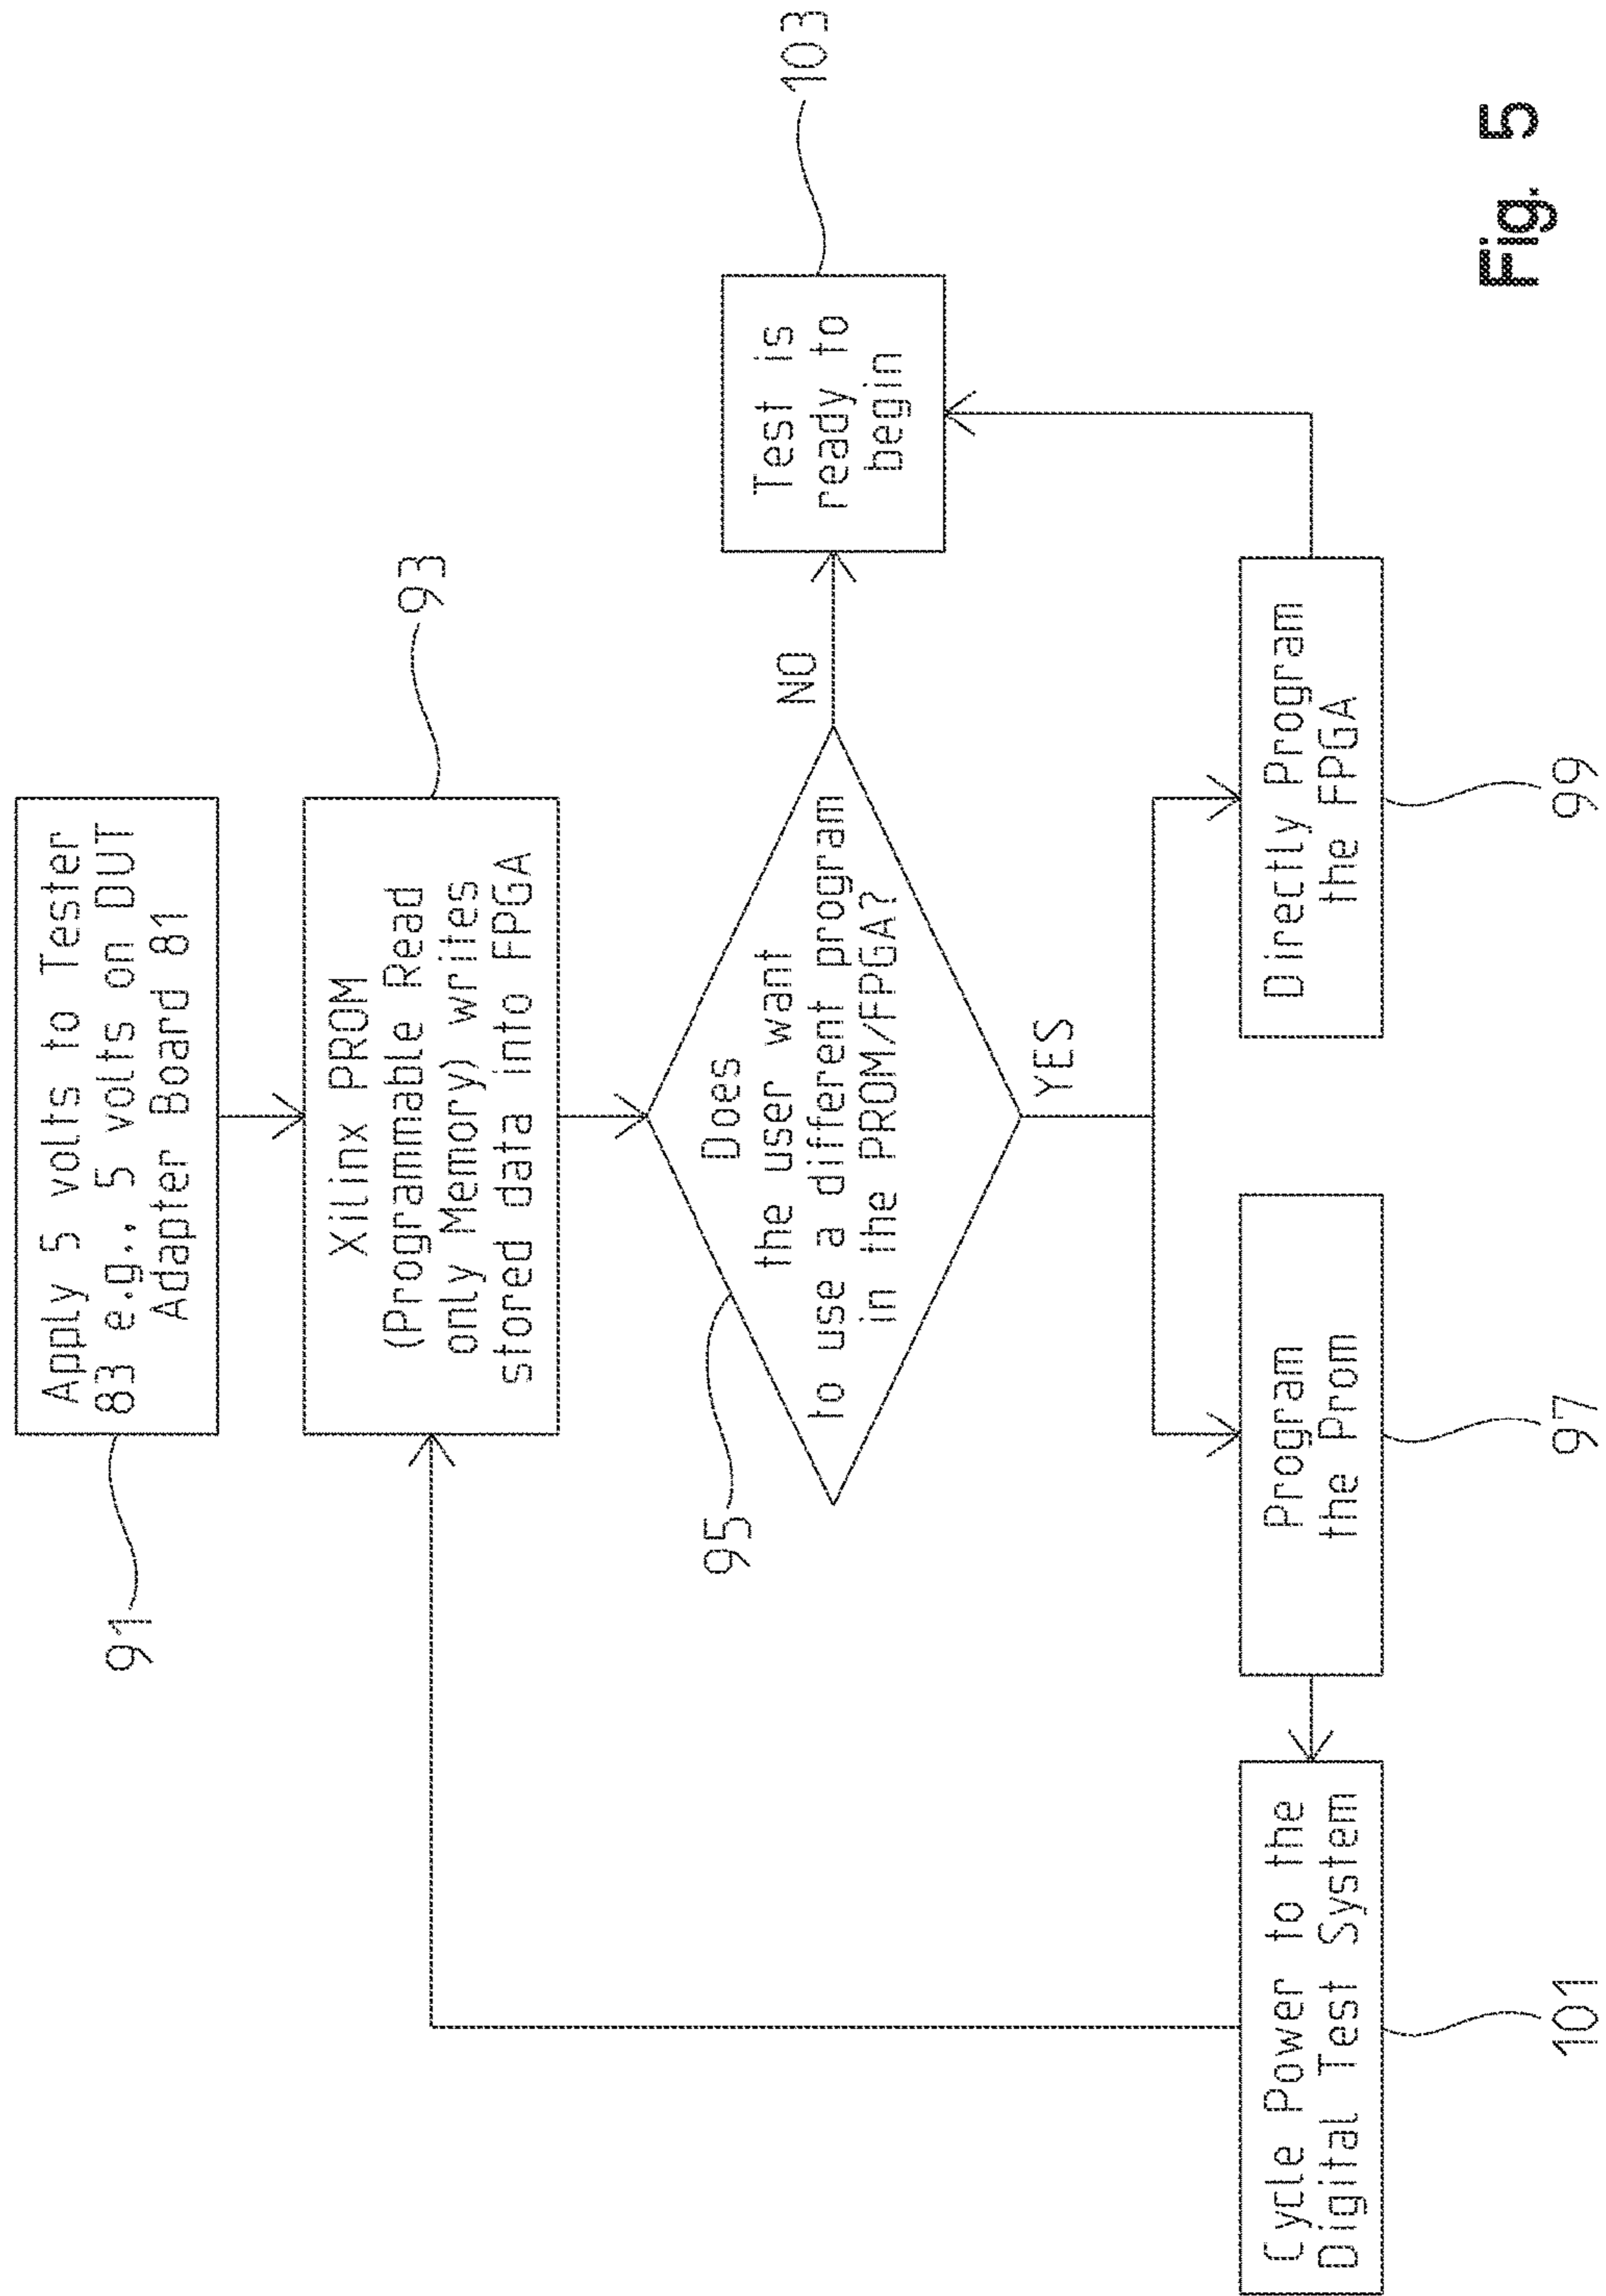 Apply 5 volts to Tester
83 e.g., 5 volts on DUT
Adapter Board 81
91
Xilinx PROM
(Programmable Read
only Memory) writes
stored data into FPGA
93
Does
the user want
to use a different program
in the PROM/FPGA?
95
NO
Test is
ready to
begin
103
YES
Cycle Power to the
Digital Test System
101
Program
the Prom
97
Directly Program
the FPGA
99
Fig. 5